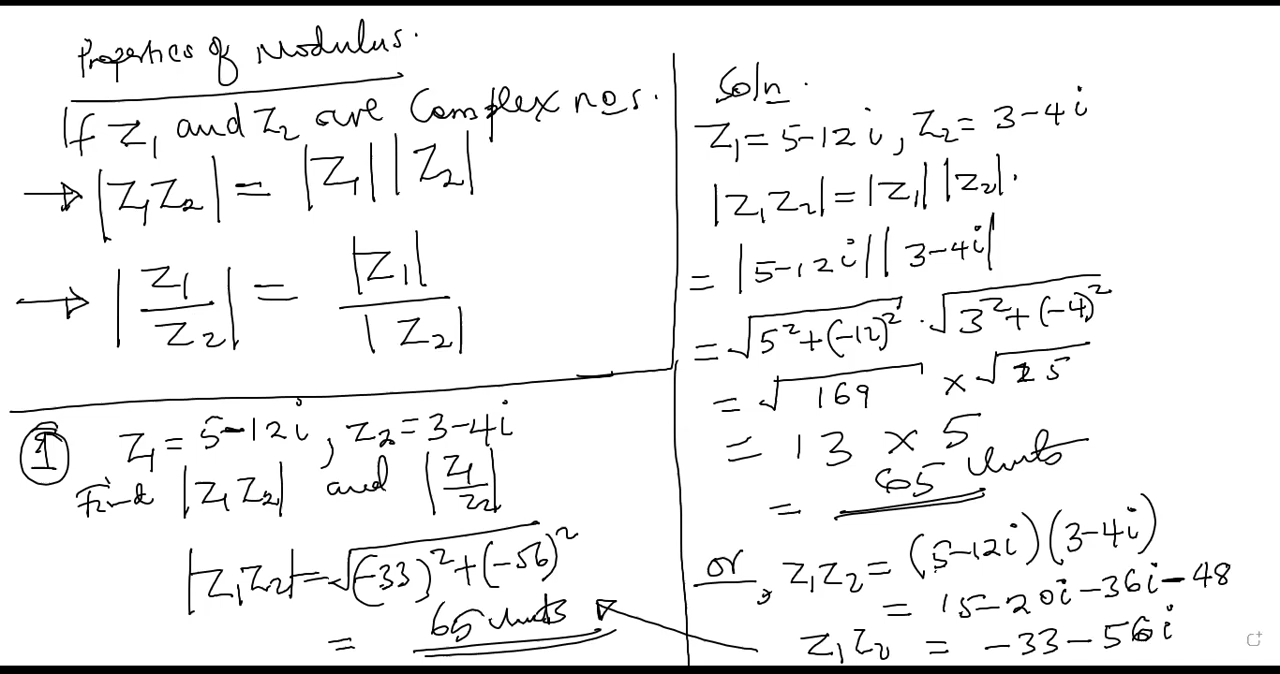 Properties of Modulus.
If Z₁ and Z₂ are Complex nos.
→ |Z₁Z₂| = |Z₁||Z₂|
→ |Z₁/Z₂| = |Z₁|/|Z₂|
① Z₁ = 5-12i, Z₂ = 3-4i
Find |Z₁Z₂| and |Z₁/Z₂|
|Z₁Z₂| = √((-33)²+(-56)²)
= 65 units
Soln.
Z₁ = 5-12i, Z₂ = 3-4i
|Z₁Z₂| = |Z₁||Z₂|.
= |5-12i||3-4i|
= √(5²+(-12)²) · √(3²+(-4)²)
= √169 × √25
= 13 × 5
= 65 units
or, Z₁Z₂ = (5-12i)(3-4i)
= 15-20i-36i-48
Z₁Z₂ = -33-56i